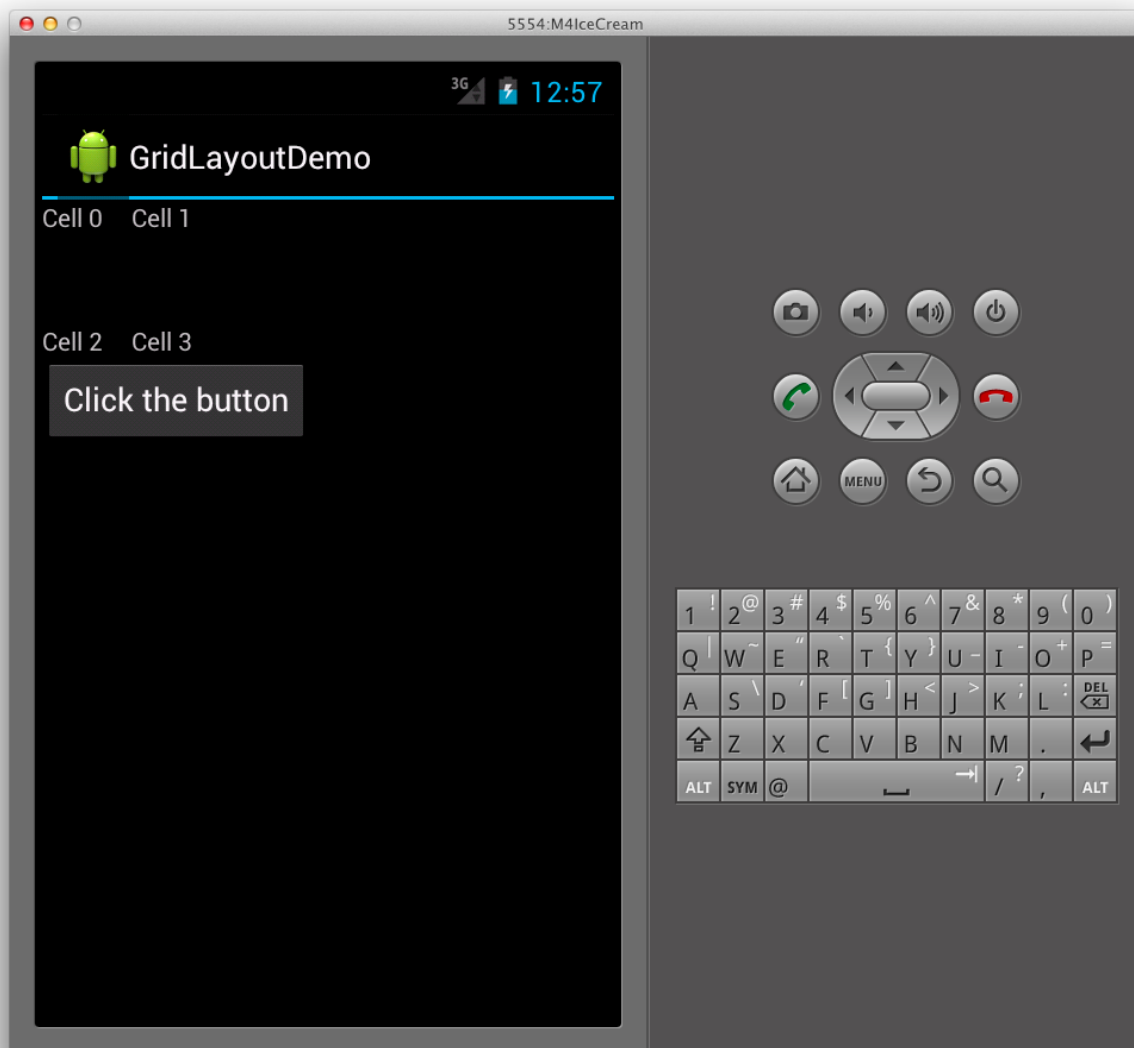 5554:M4IceCream
3G 12:57
GridLayoutDemo
Cell 0 Cell 1
Cell 2 Cell 3
Click the button
MENU
1 ! 2 @ 3 # 4 $ 5 % 6 ^ 7 & 8 * 9 ( 0 )
Q | W ~ E “ R ` T { Y } U _ I - O + P =
A S \ D ‘ F [ G ] H < J > K ; L : DEL
Z X C V B N M .
ALT SYM @ / ? , ALT